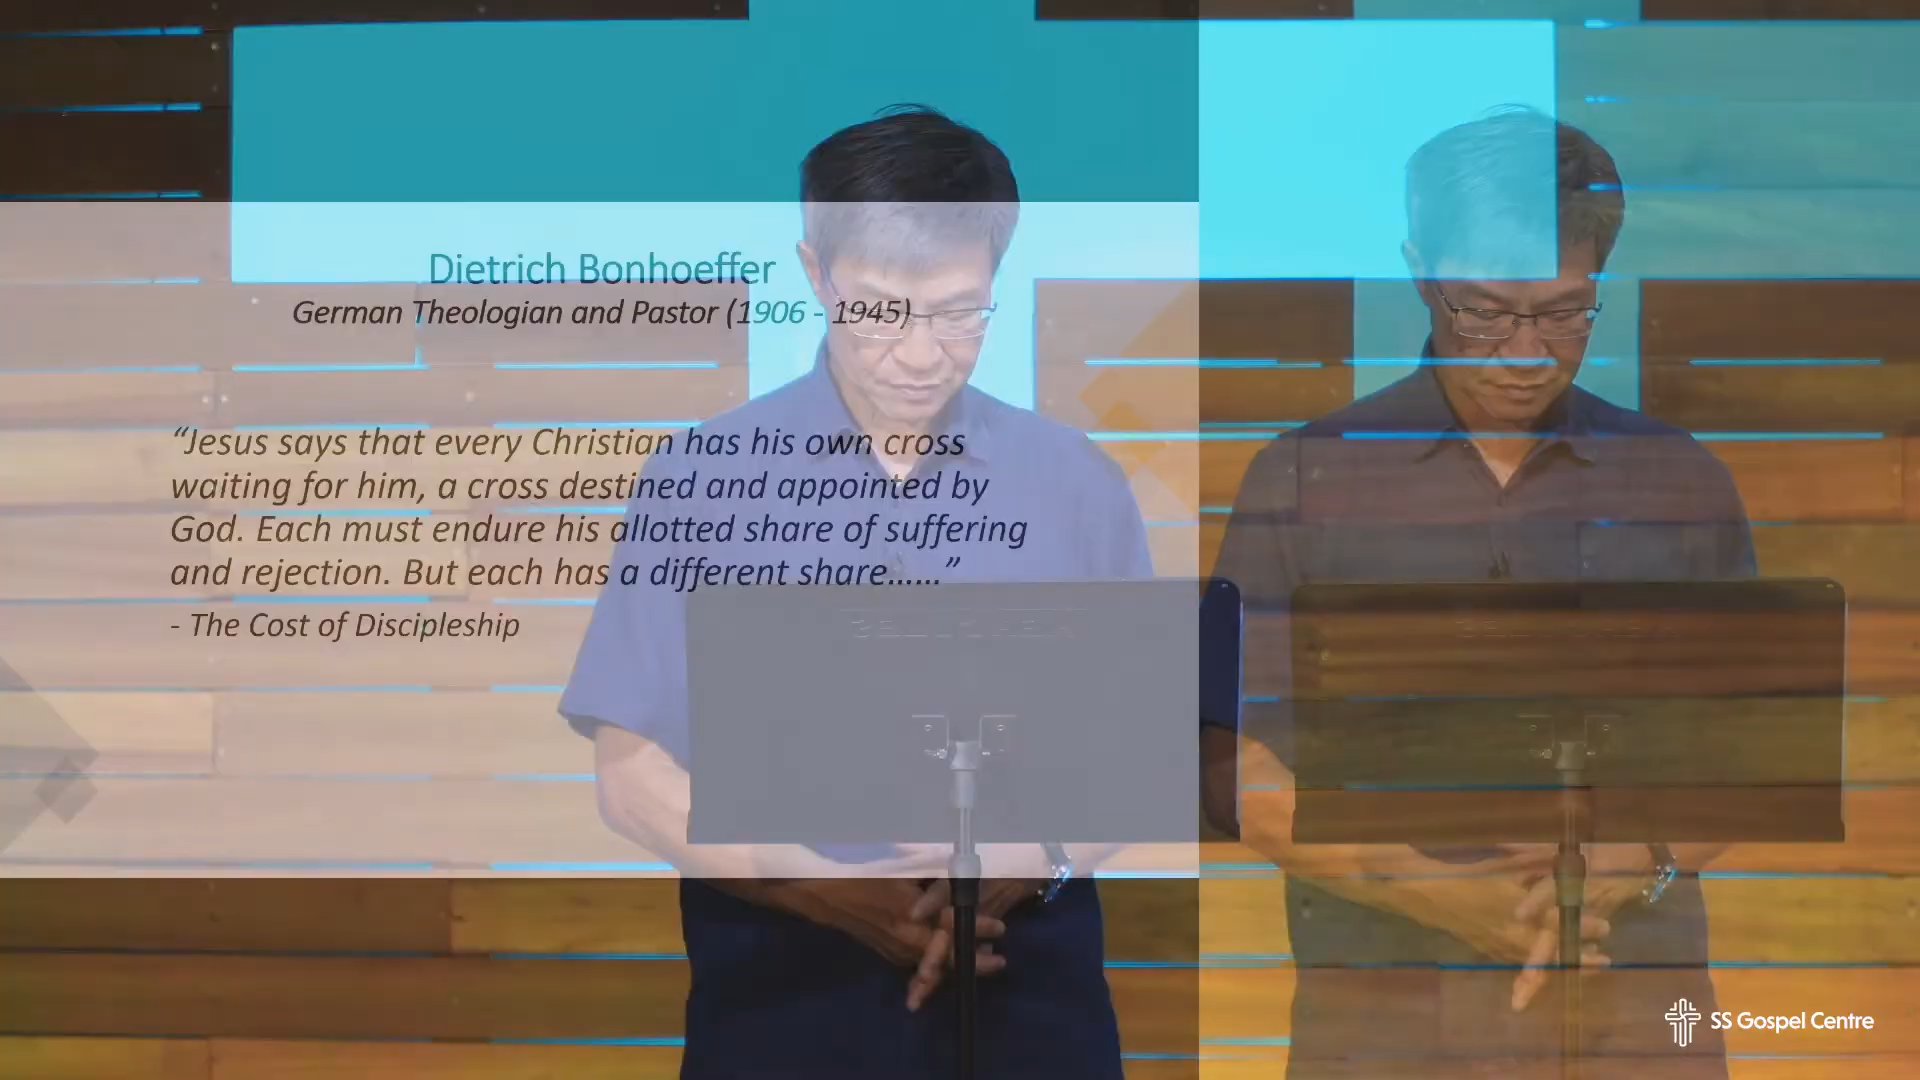 Dietrich Bonhoeffer
German Theologian and Pastor (1906 - 1945)
“Jesus says that every Christian has his own cross
waiting for him, a cross destined and appointed by
God. Each must endure his allotted share of suffering
and rejection. But each has a different share……”
- The Cost of Discipleship
SS Gospel Centre